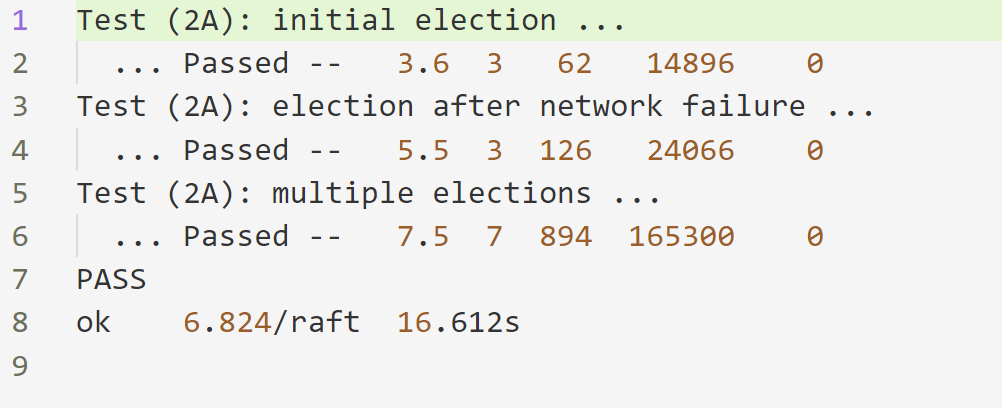 1 Test (2A): initial election ...
2   ... Passed --   3.6  3   62   14896    0
3 Test (2A): election after network failure ...
4   ... Passed --   5.5  3  126   24066    0
5 Test (2A): multiple elections ...
6   ... Passed --   7.5  7  894  165300    0
7 PASS
8 ok    6.824/raft  16.612s
9